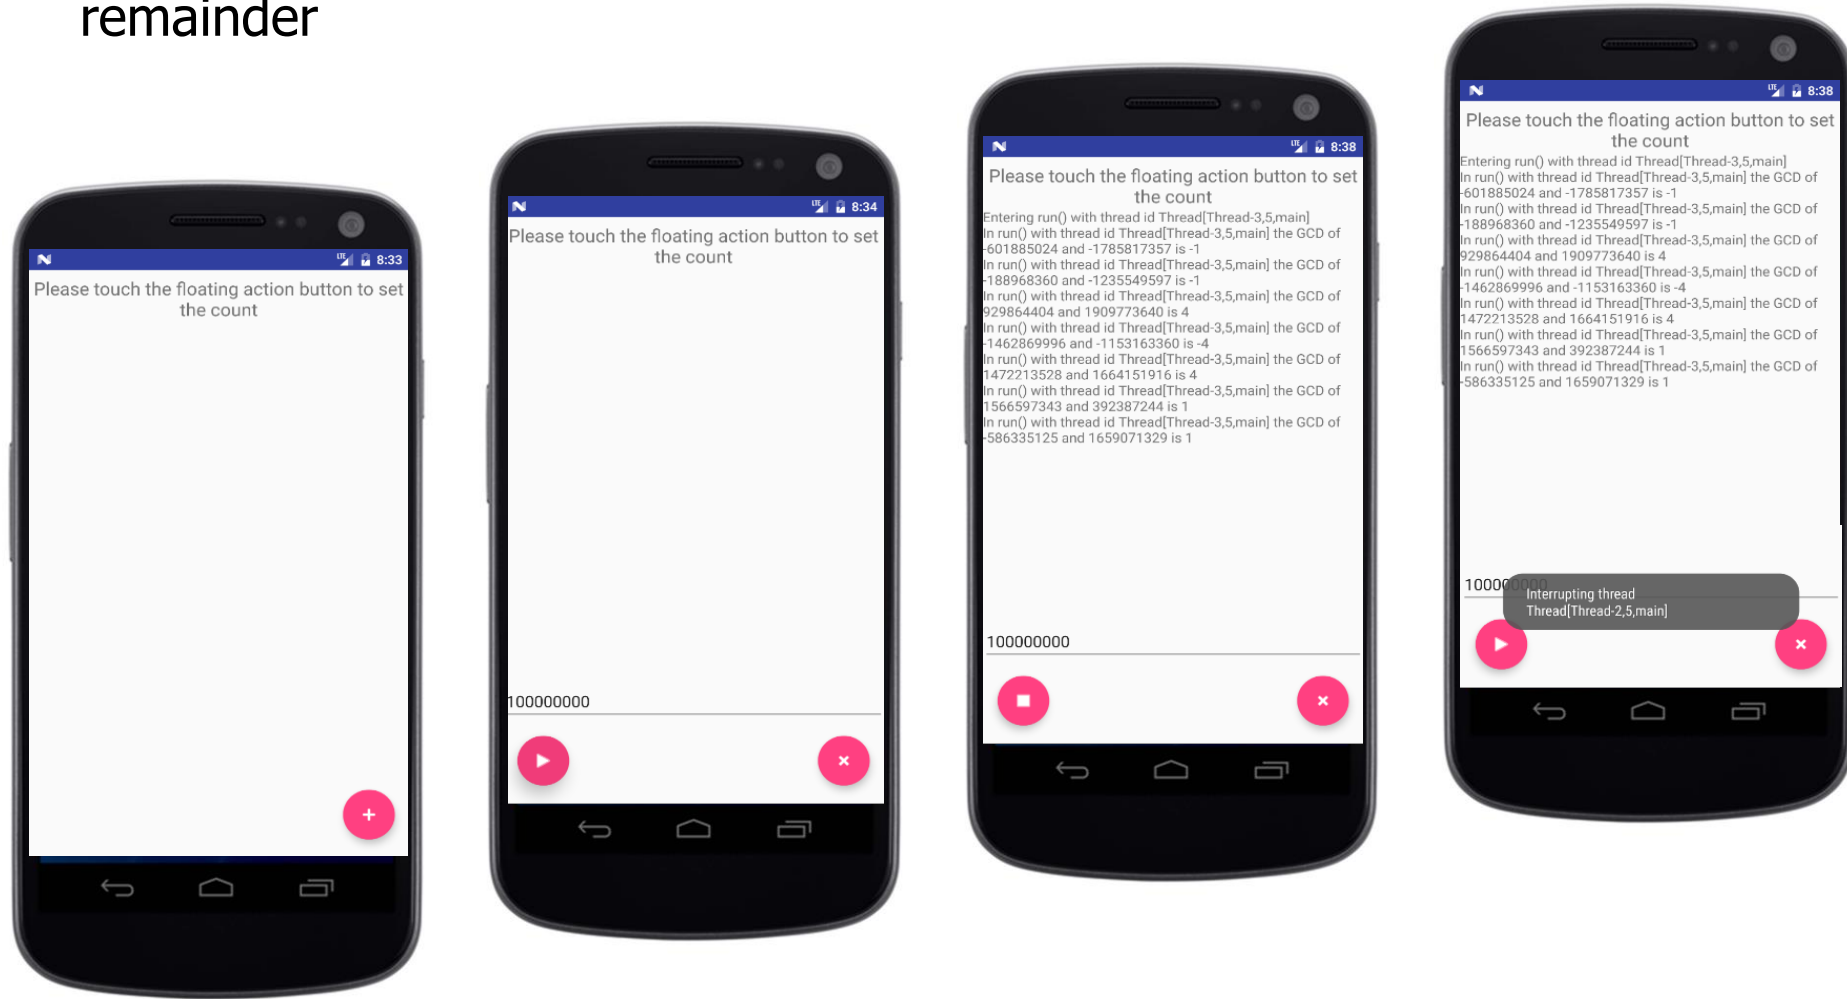 remainder
8:33
Please touch the floating action button to set
the count
LTE
8:34
Please touch the floating action button to set
the count
100000000
LTE
8:38
Please touch the floating action button to set
the count
Entering run() with thread id Thread[Thread-3,5,main]
In run() with thread id Thread[Thread-3,5,main] the GCD of
-601885024 and -1785817357 is -1
In run() with thread id Thread[Thread-3,5,main] the GCD of
-188968360 and -1235549597 is -1
In run() with thread id Thread[Thread-3,5,main] the GCD of
929864404 and 1909773640 is 4
In run() with thread id Thread[Thread-3,5,main] the GCD of
-1462869996 and -1153163360 is -4
In run() with thread id Thread[Thread-3,5,main] the GCD of
1472213528 and 1664151916 is 4
In run() with thread id Thread[Thread-3,5,main] the GCD of
1566597343 and 392387244 is 1
In run() with thread id Thread[Thread-3,5,main] the GCD of
-586335125 and 1659071329 is 1
100000000
LTE
8:38
Please touch the floating action button to set
the count
Entering run() with thread id Thread[Thread-3,5,main]
In run() with thread id Thread[Thread-3,5,main] the GCD of
-601885024 and -1785817357 is -1
In run() with thread id Thread[Thread-3,5,main] the GCD of
-188968360 and -1235549597 is -1
In run() with thread id Thread[Thread-3,5,main] the GCD of
929864404 and 1909773640 is 4
In run() with thread id Thread[Thread-3,5,main] the GCD of
-1462869996 and -1153163360 is -4
In run() with thread id Thread[Thread-3,5,main] the GCD of
1472213528 and 1664151916 is 4
In run() with thread id Thread[Thread-3,5,main] the GCD of
1566597343 and 392387244 is 1
In run() with thread id Thread[Thread-3,5,main] the GCD of
-586335125 and 1659071329 is 1
100000000
Interrupting thread
Thread[Thread-2,5,main]